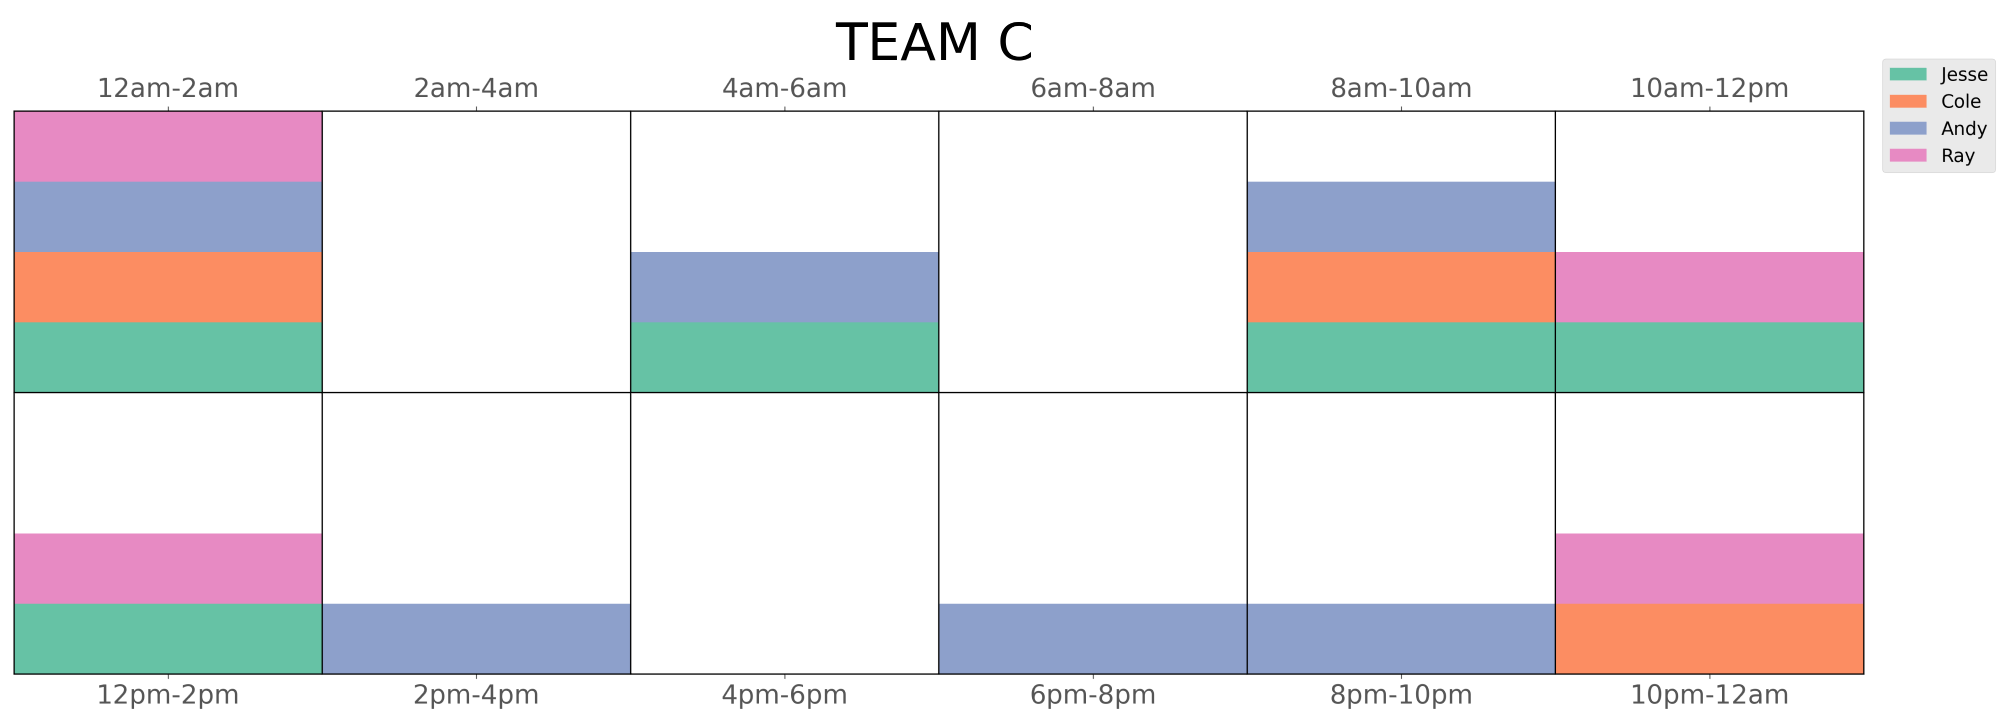 TEAM C
12am-2am 2am-4am 4am-6am 6am-8am 8am-10am 10am-12pm
Jesse
Cole
Andy
Ray
12pm-2pm 2pm-4pm 4pm-6pm 6pm-8pm 8pm-10pm 10pm-12am